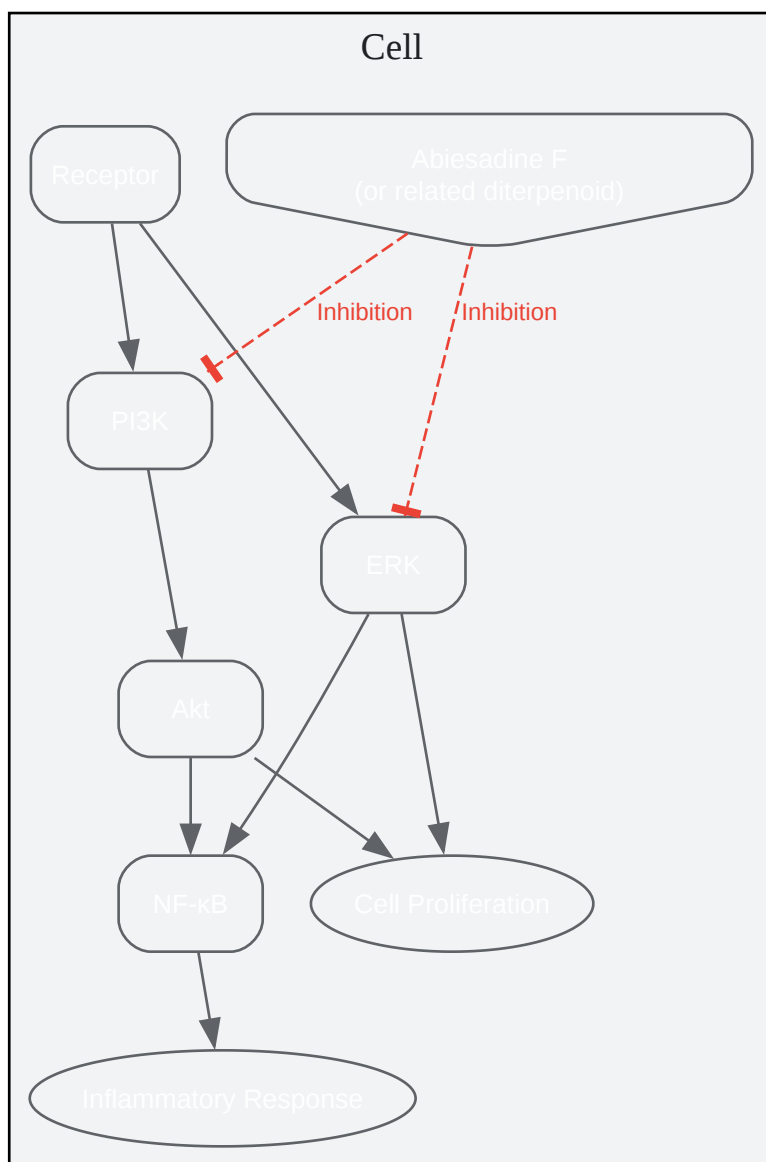 Cell
Receptor
Abiesadine F
(or related diterpenoid)
Inhibition
Inhibition
PI3K
ERK
Akt
NF-κB
Cell Proliferation
Inflammatory Response